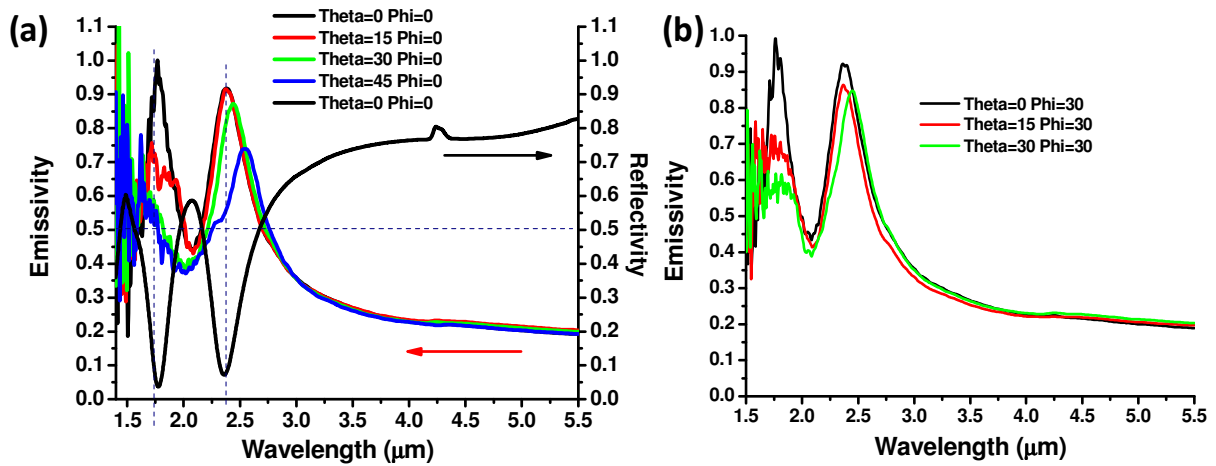 (a)
Theta=0 Phi=0
Theta=15 Phi=0
Theta=30 Phi=0
Theta=45 Phi=0
Theta=0 Phi=0
Emissivity
1.1
1.0
0.9
0.8
0.7
0.6
0.5
0.4
0.3
0.2
0.1
0.0
1.5 2.0 2.5 3.0 3.5 4.0 4.5 5.0 5.5
Wavelength (μm)
1.1
1.0
0.9
0.8
0.7
0.6
0.5
0.4
0.3
0.2
0.1
0.0
Reflectivity
(b)
Theta=0 Phi=30
Theta=15 Phi=30
Theta=30 Phi=30
Emissivity
1.0
0.9
0.8
0.7
0.6
0.5
0.4
0.3
0.2
0.1
0.0
1.5 2.0 2.5 3.0 3.5 4.0 4.5 5.0 5.5
Wavelength (μm)